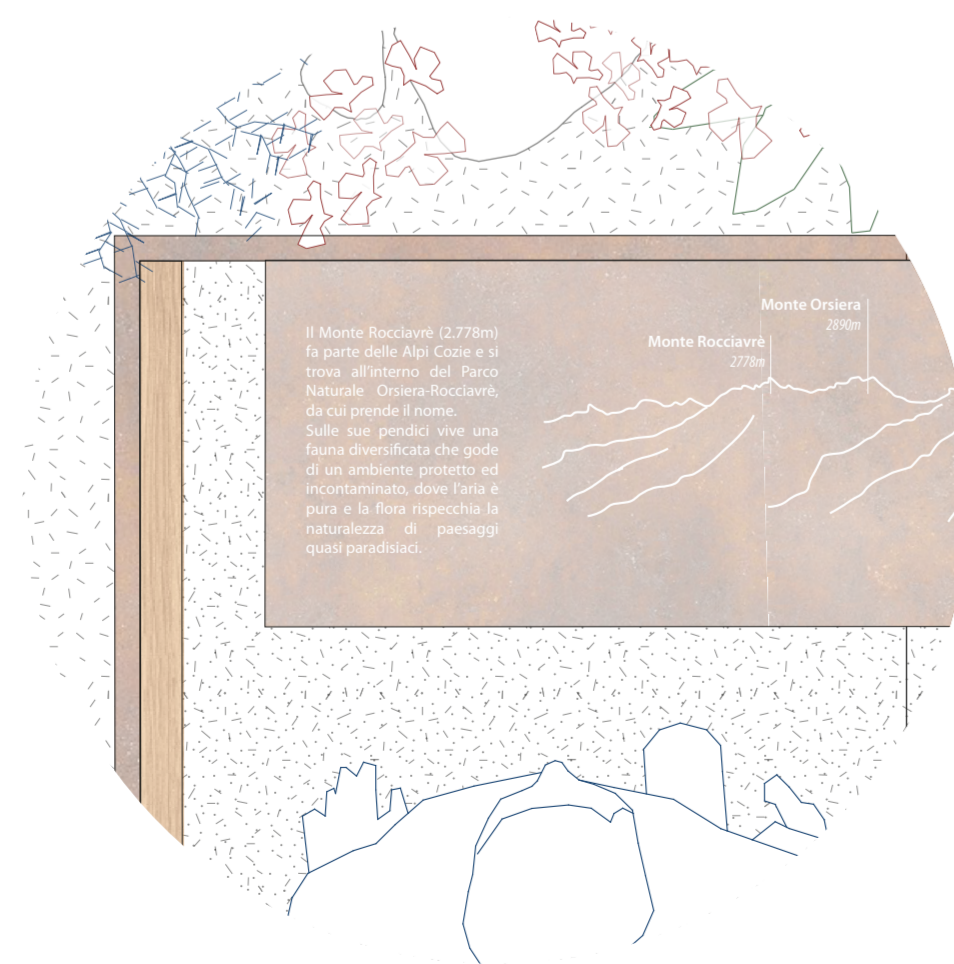 Il Monte Rocciavrè (2.778m)
fa parte delle Alpi Cozie e si
trova all'interno del Parco
Naturale Orsiera-Rocciavrè,
da cui prende il nome.
Sulle sue pendici vive una
fauna diversificata che gode
di un ambiente protetto ed
incontaminato, dove l'aria è
pura e la flora rispecchia la
naturalezza di paesaggi
quasi paradisiaci.
Monte Rocciavrè
2778m
Monte Orsiera
2890m